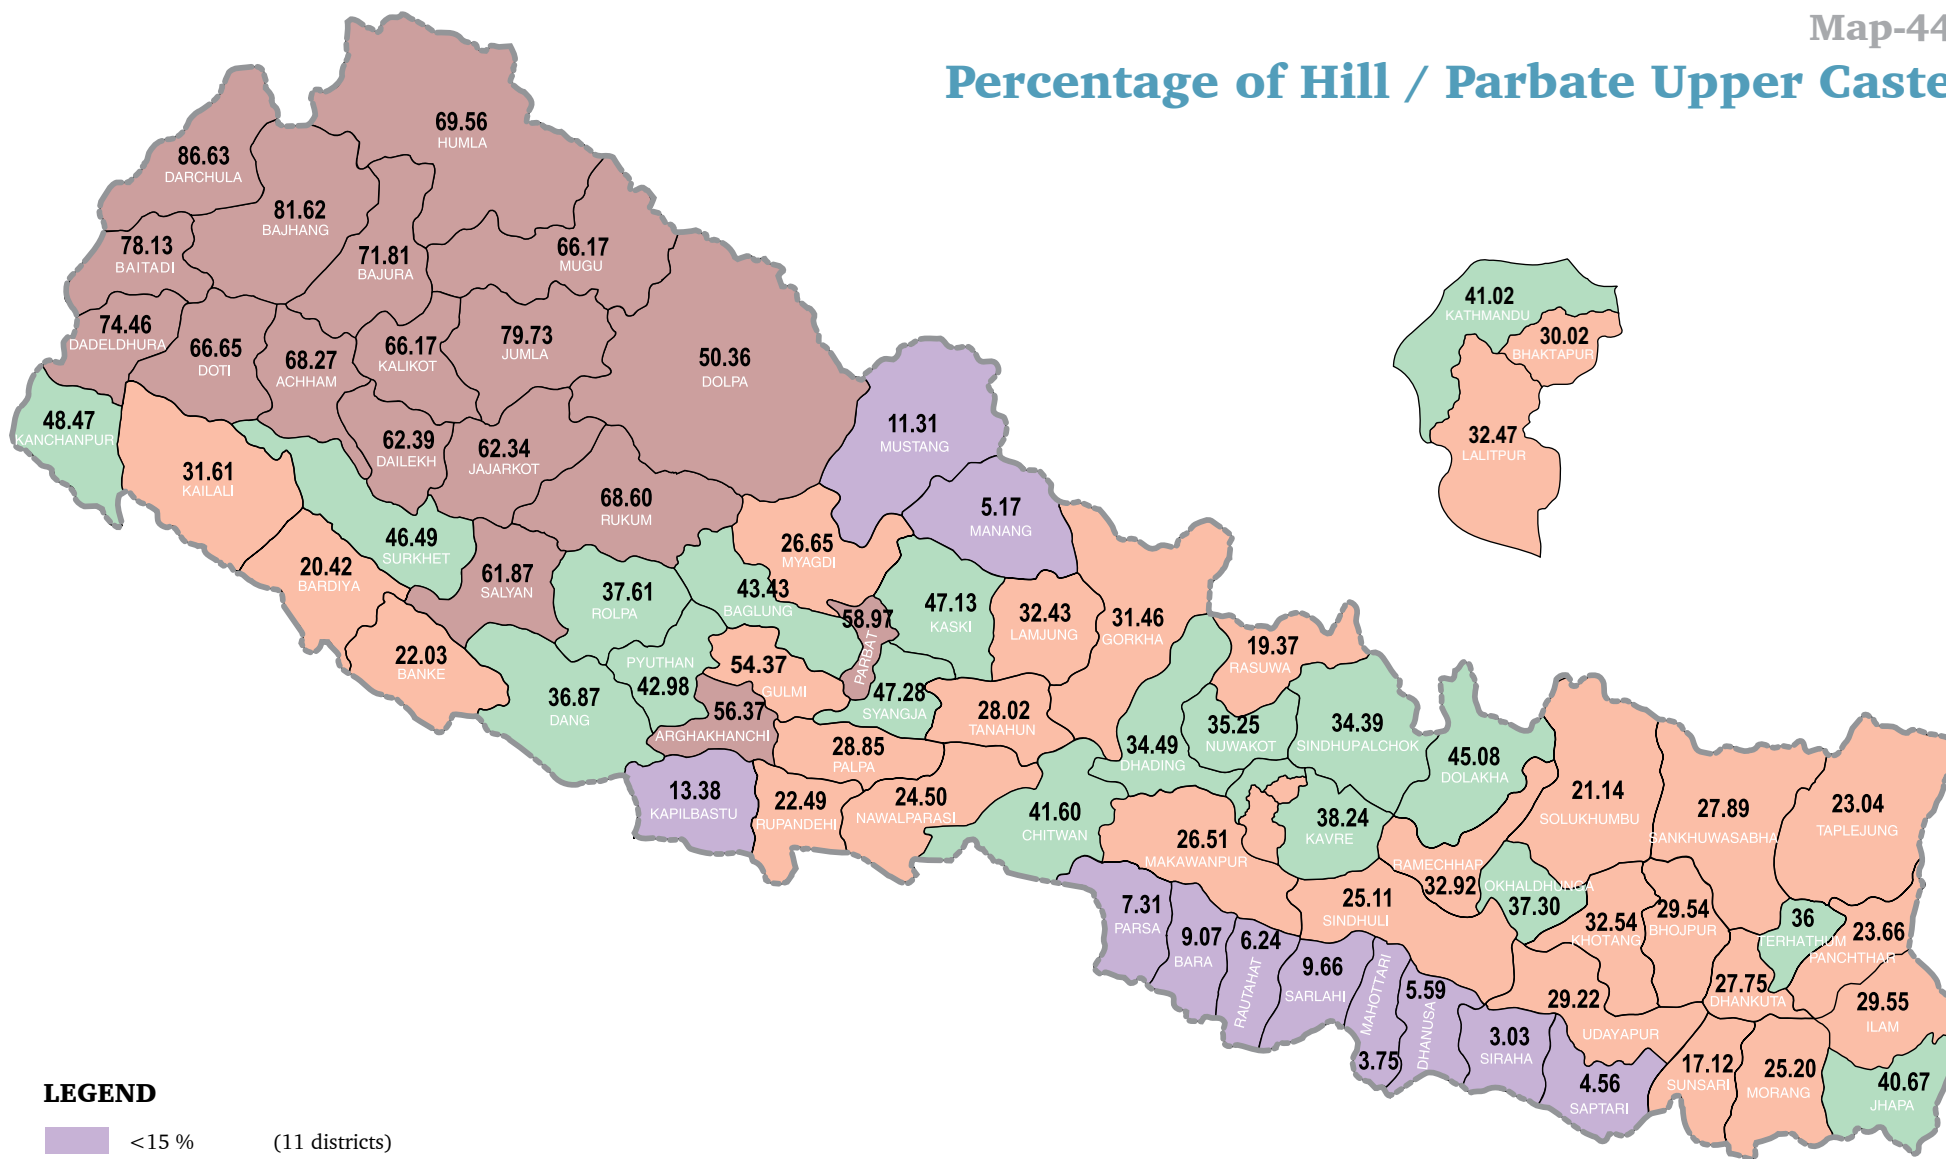 Map-44
Percentage of Hill / Parbate Upper Caste
69.56
HUMLA
86.63
DARCHULA
81.62
BAJHANG
78.13
BAITADI
71.81
BAJURA
66.17
MUGU
74.46
DADELDHURA
66.65
DOTI
68.27
ACHHAM
66.17
KALIKOT
79.73
JUMLA
50.36
DOLPA
48.47
KANCHANPUR
31.61
KAILALI
62.39
DAILEKH
62.34
JAJARKOT
68.60
RUKUM
11.31
MUSTANG
5.17
MANANG
41.02
KATHMANDU
30.02
BHAKTAPUR
32.47
LALITPUR
46.49
SURKHET
20.42
BARDIYA
61.87
SALYAN
37.61
ROLPA
26.65
MYAGDI
43.43
BAGLUNG
58.97
PARBAT
47.13
KASKI
32.43
LAMJUNG
31.46
GORKHA
22.03
BANKE
36.87
DANG
PYUTHAN
42.98
54.37
GULMI
56.37
ARGHAKHANCHI
47.28
SYANGJA
28.02
TANAHUN
28.85
PALPA
19.37
RASUWA
34.49
DHADING
35.25
NUWAKOT
34.39
SINDHUPALCHOK
45.08
DOLAKHA
13.38
KAPILBASTU
22.49
RUPANDEHI
24.50
NAWALPARASI
41.60
CHITWAN
26.51
MAKAWANPUR
38.24
KAVRE
RAMECHHAP
32.92
21.14
SOLUKHUMBU
27.89
SANKHUWASABHA
23.04
TAPLEJUNG
OKHALDHUNGA
37.30
25.11
SINDHULI
32.54
KHOTANG
29.54
BHOJPUR
36
TERHATHUM
23.66
PANCHTHAR
7.31
PARSA
9.07
BARA
6.24
RAUTAHAT
9.66
SARLAHI
MAHOTTARI
3.75
5.59
DHANUSA
3.03
SIRAHA
4.56
SAPTARI
29.22
UDAYAPUR
27.75
DHANKUTA
29.55
ILAM
17.12
SUNSARI
25.20
MORANG
40.67
JHAPA
LEGEND
<15 % (11 districts)